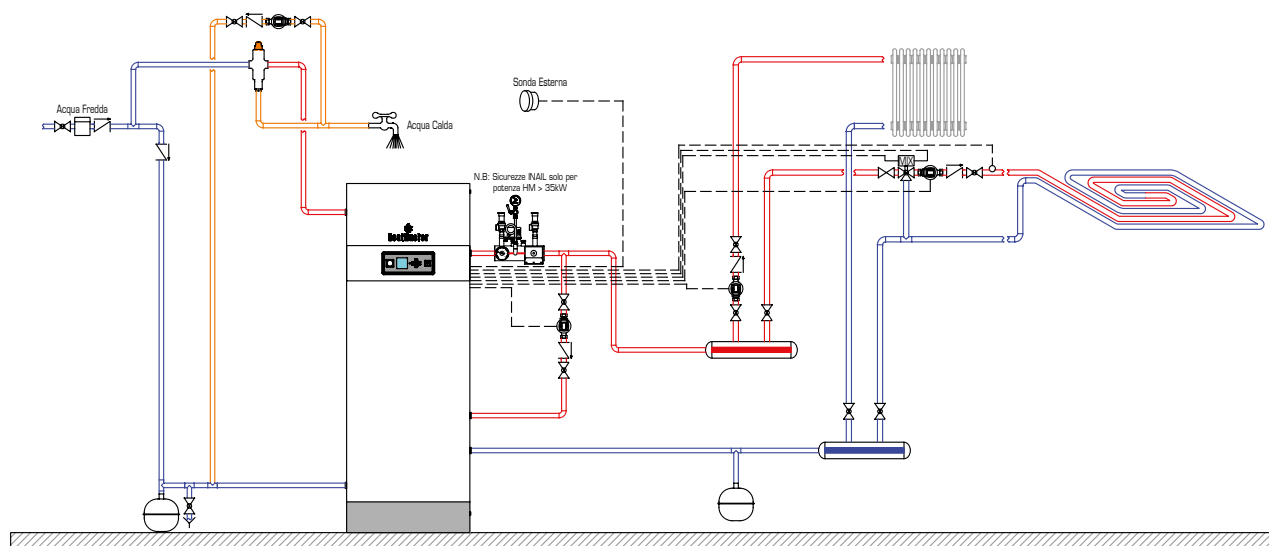 Acqua Fredda
Acqua Calda
Sonda Esterna
N.B: Sicurezze INAIL solo per
potenza HM > 35kW
MIX
HeatMaster